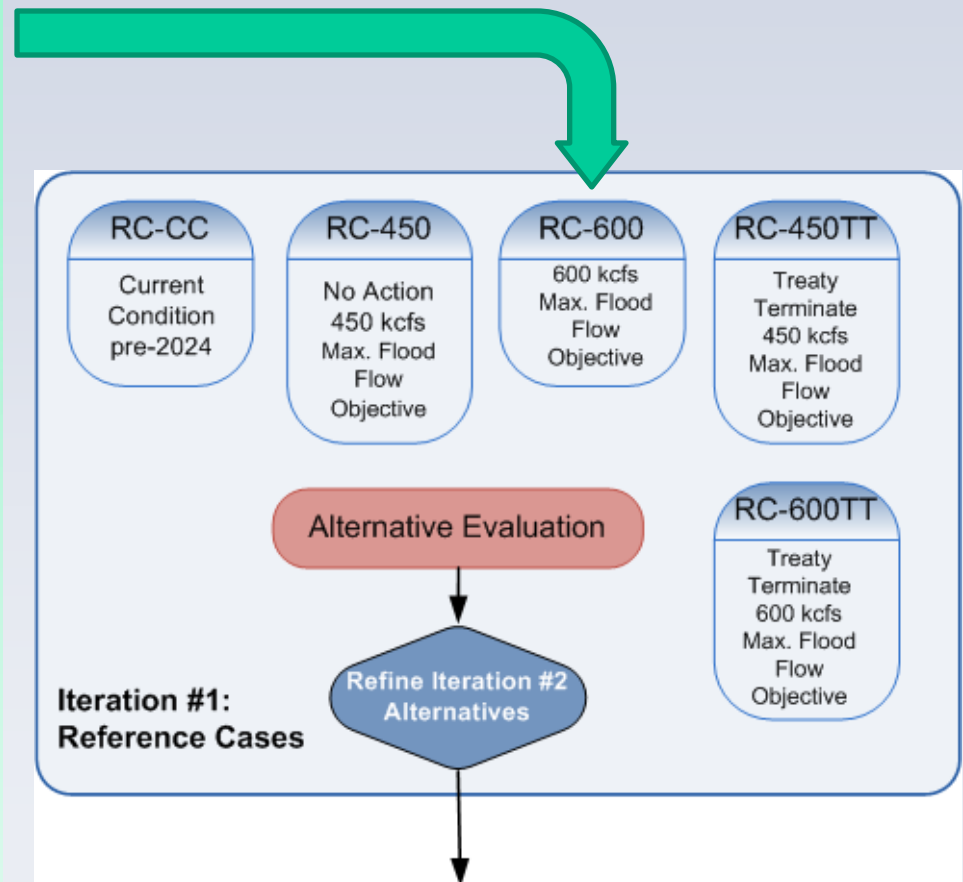 RC-CC
Current
Condition
pre-2024
RC-450
No Action
450 kcfs
Max. Flood
Flow
Objective
RC-600
600 kcfs
Max. Flood
Flow
Objective
RC-450TT
Treaty
Terminate
450 kcfs
Max. Flood
Flow
Objective
Alternative Evaluation
RC-600TT
Treaty
Terminate
600 kcfs
Max. Flood
Flow
Objective
Refine Iteration #2
Alternatives
Iteration #1:
Reference Cases